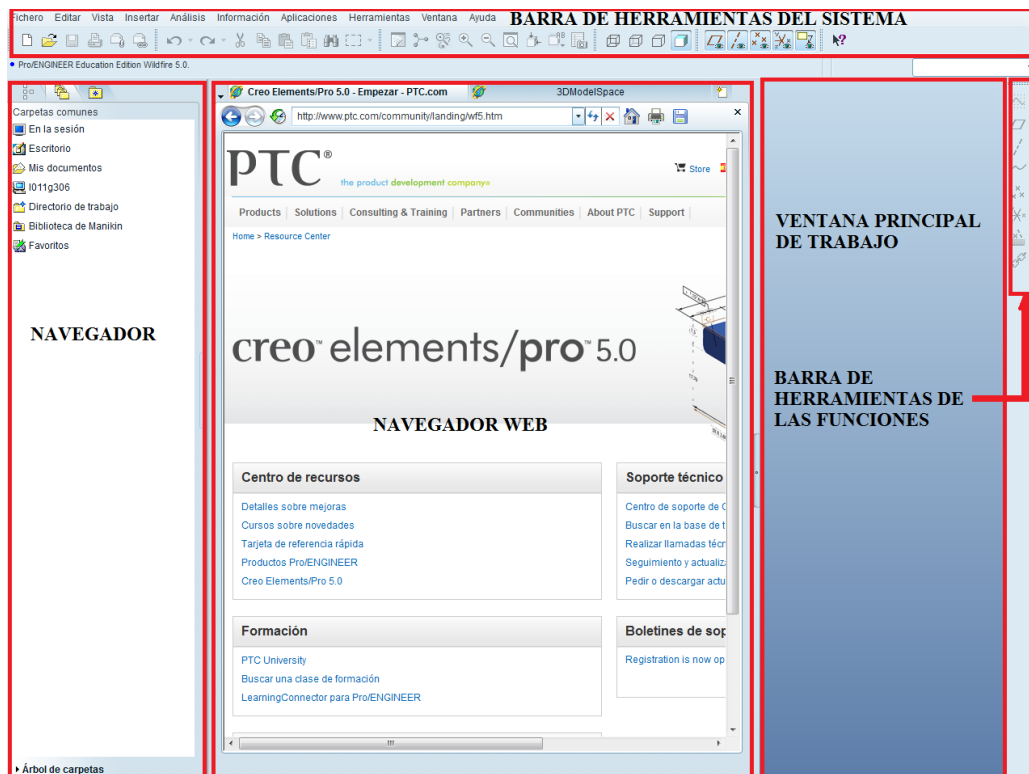 Fichero Editar Vista Insertar Análisis Información Aplicaciones Herramientas Ventana Ayuda
BARRA DE HERRAMIENTAS DEL SISTEMA
Pro/ENGINEER Education Edition Wildfire 5.0.
Carpetas comunes
En la sesión
Escritorio
Mis documentos
l011g306
Directorio de trabajo
Biblioteca de Manikin
Favoritos
NAVEGADOR
Árbol de carpetas
Creo Elements/Pro 5.0 - Empezar - PTC.com
3DModelSpace
http://www.ptc.com/community/landing/wf5.htm
PTC®
the product development company®
Store
Products Solutions Consulting & Training Partners Communities About PTC Support
Home > Resource Center
creo™ elements/pro™ 5.0
NAVEGADOR WEB
Centro de recursos
Detalles sobre mejoras
Cursos sobre novedades
Tarjeta de referencia rápida
Productos Pro/ENGINEER
Creo Elements/Pro 5.0
Soporte técnico
Centro de soporte de C
Buscar en la base de t
Realizar llamadas técr
Seguimiento y actualiz
Pedir o descargar actu
Formación
PTC University
Buscar una clase de formación
LearningConnector para Pro/ENGINEER
Boletines de sop
Registration is now op
VENTANA PRINCIPAL
DE TRABAJO
BARRA DE
HERRAMIENTAS DE
LAS FUNCIONES